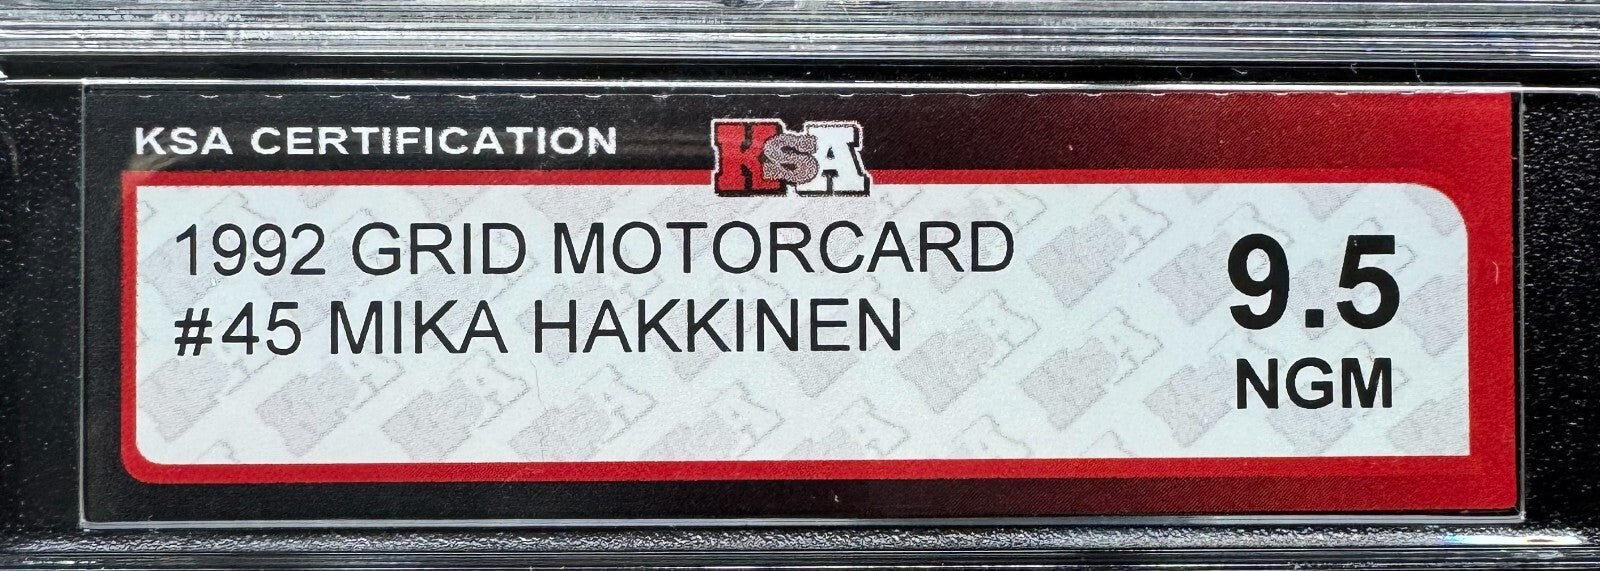 KSA CERTIFICATION
KSA
1992 GRID MOTORCARD
#45 MIKA HAKKINEN
9.5
NGM